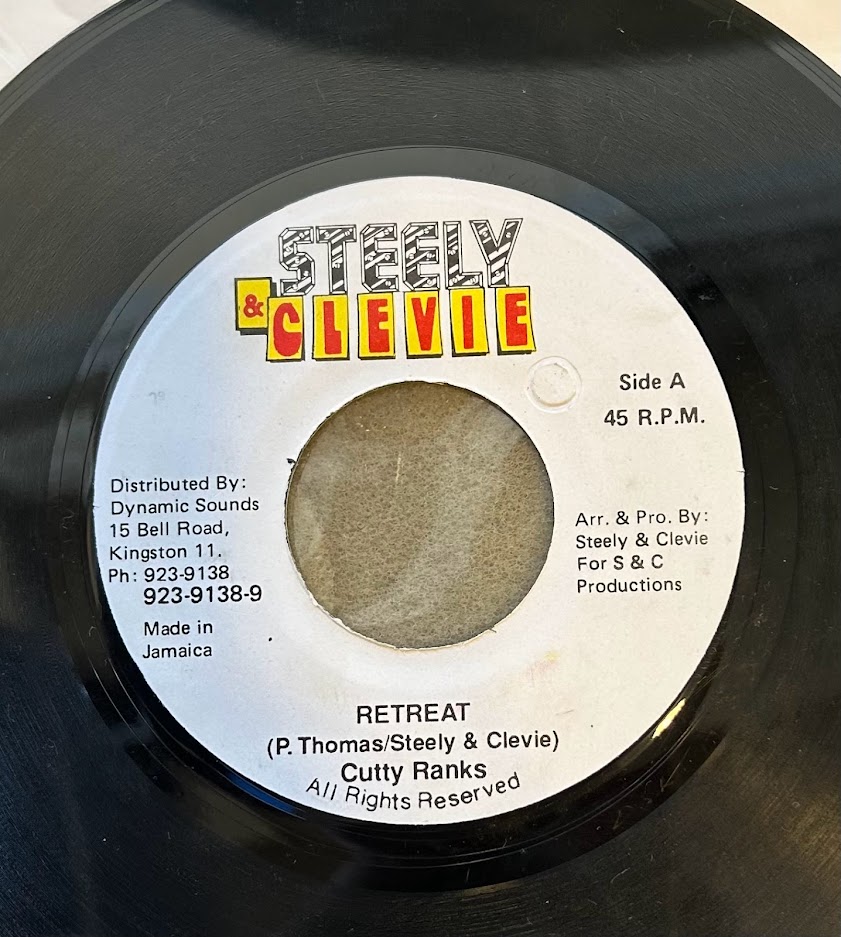 STEELY
& CLEVIE
Side A
45 R.P.M.
Distributed By:
Dynamic Sounds
15 Bell Road,
Kingston 11.
Ph: 923-9138
923-9138-9
Made in
Jamaica
Arr. & Pro. By:
Steely & Clevie
For S & C
Productions
RETREAT
(P. Thomas/Steely & Clevie)
Cutty Ranks
All Rights Reserved